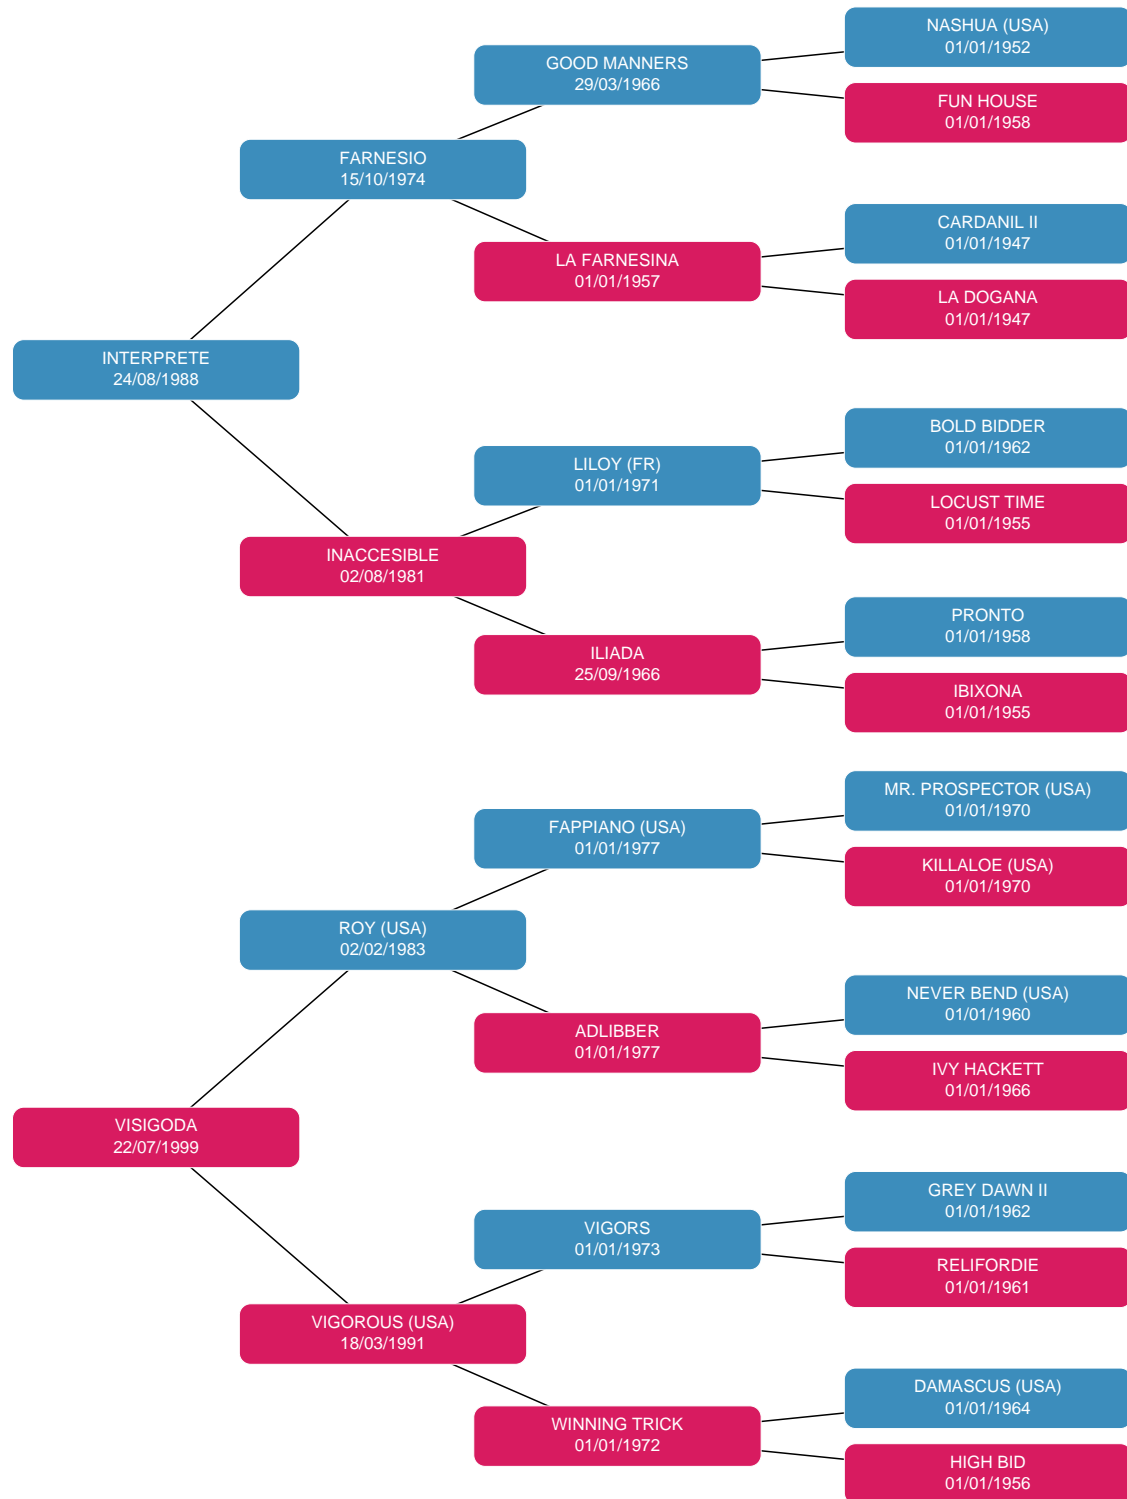 NASHUA (USA)
01/01/1952
GOOD MANNERS
29/03/1966
FUN HOUSE
01/01/1958
FARNESIO
15/10/1974
CARDANIL II
01/01/1947
LA FARNESINA
01/01/1957
LA DOGANA
01/01/1947
INTERPRETE
24/08/1988
BOLD BIDDER
01/01/1962
LILOY (FR)
01/01/1971
LOCUST TIME
01/01/1955
INACCESIBLE
02/08/1981
PRONTO
01/01/1958
ILIADA
25/09/1966
IBIXONA
01/01/1955
MR. PROSPECTOR (USA)
01/01/1970
FAPPIANO (USA)
01/01/1977
KILLALOE (USA)
01/01/1970
ROY (USA)
02/02/1983
NEVER BEND (USA)
01/01/1960
ADLIBBER
01/01/1977
IVY HACKETT
01/01/1966
VISIGODA
22/07/1999
GREY DAWN II
01/01/1962
VIGORS
01/01/1973
RELIFORDIE
01/01/1961
VIGOROUS (USA)
18/03/1991
DAMASCUS (USA)
01/01/1964
WINNING TRICK
01/01/1972
HIGH BID
01/01/1956